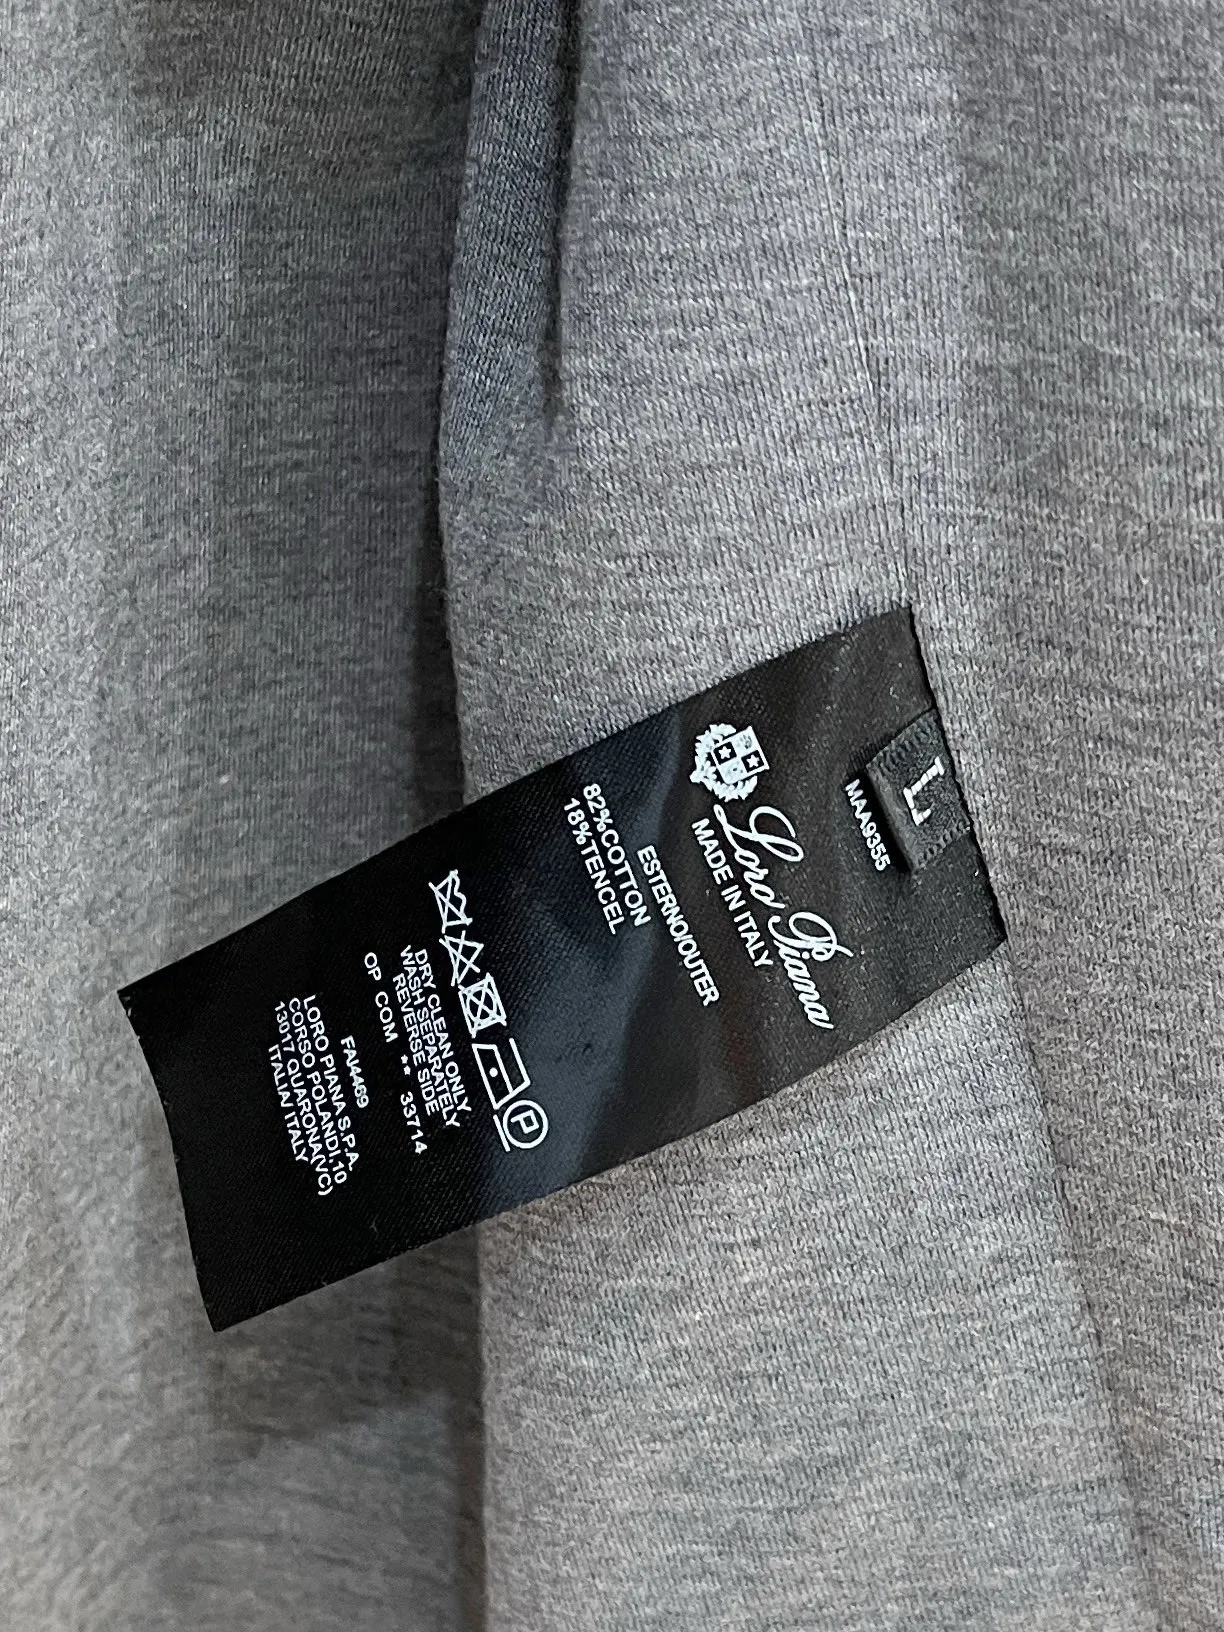 L
MAA9355
Loro Piana
MADE IN ITALY
ESTERNO/OUTER
82%COTTON
18%TENCEL
P
DRY CLEAN ONLY
WASH SEPARATELY
REVERSE SIDE
OP COM ** 33714
FAI4469
LORO PIANA S.P.A.
CORSO POLANDI,10
13017 QUARONA(VC)
ITALIA/ ITALY